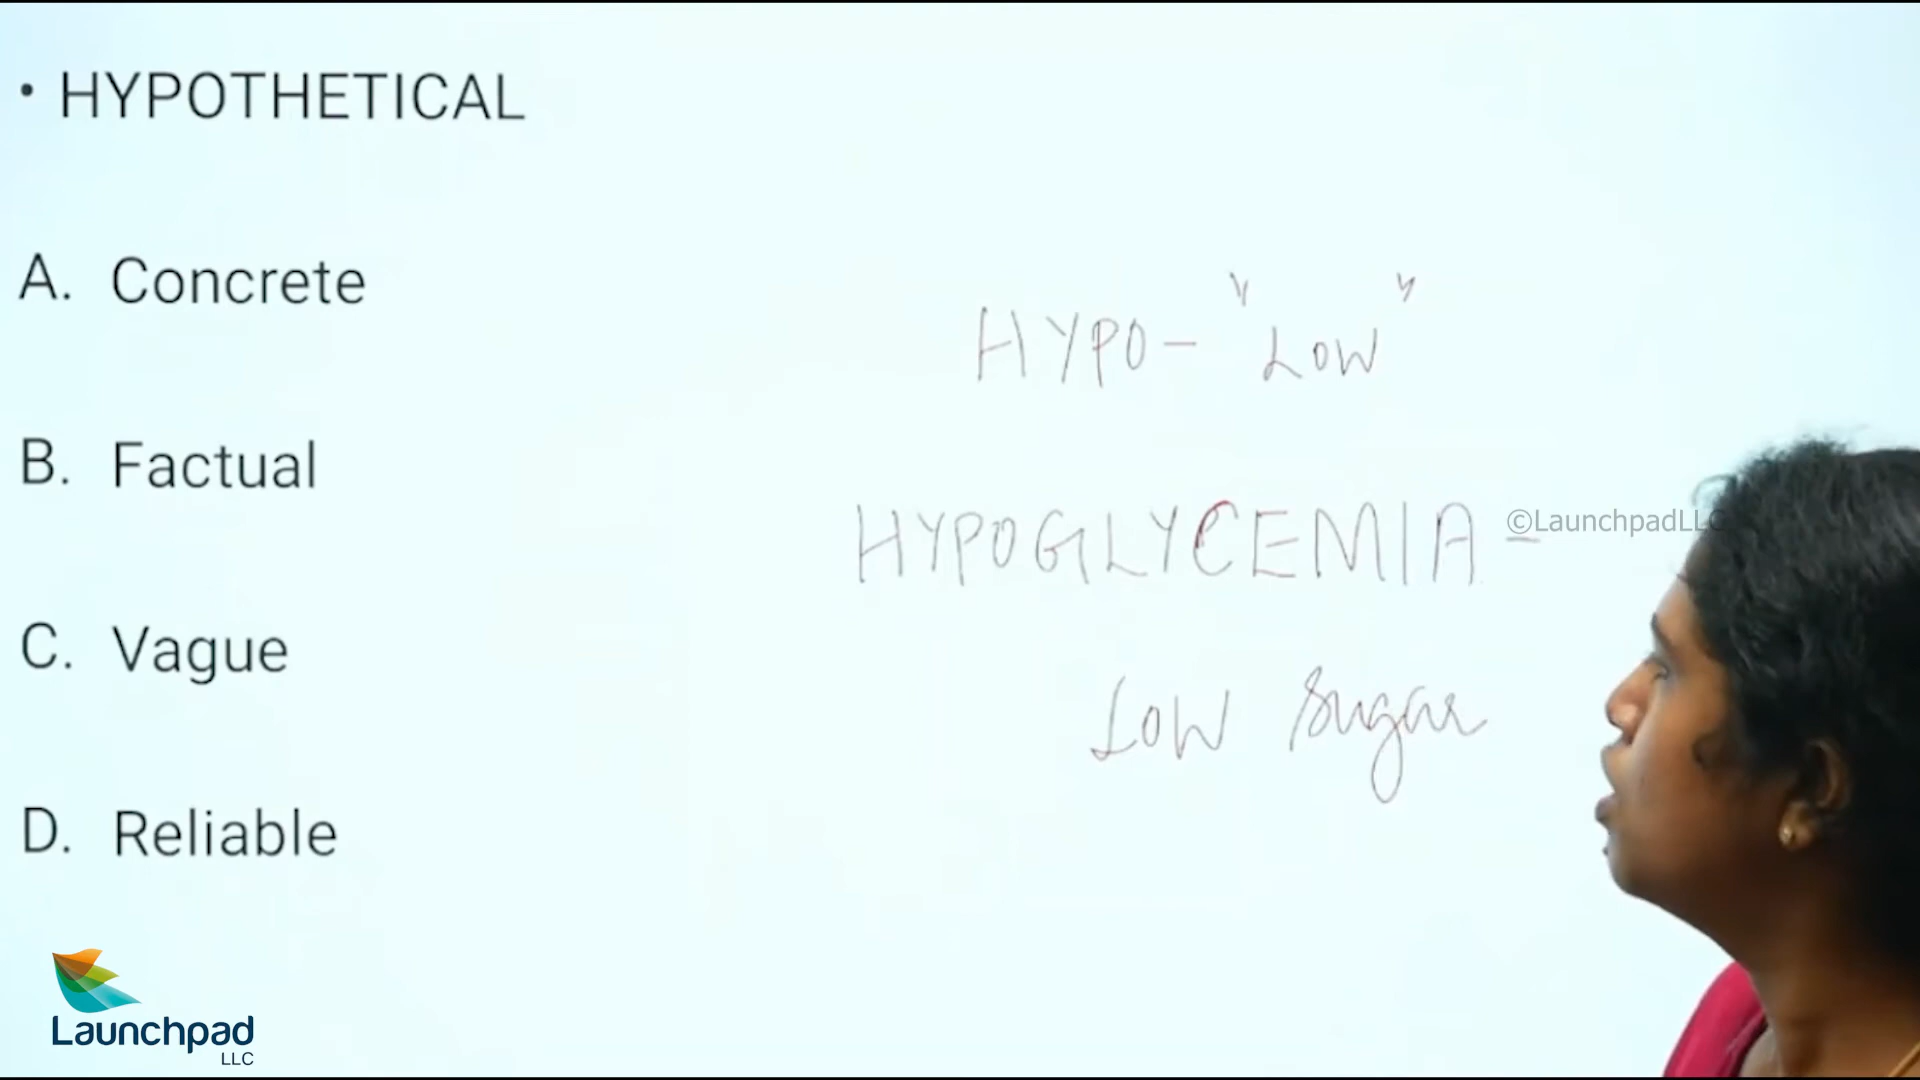 • HYPOTHETICAL
A. Concrete
B. Factual
C. Vague
D. Reliable
HYPO - "LOW"
HYPOGLYCEMIA -
LOW Sugar
©LaunchpadLLC
Launchpad
LLC